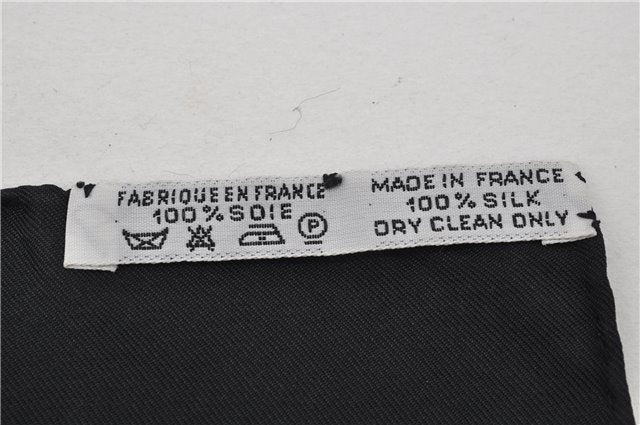 FABRIQUE EN FRANCE
100% SOIE
P
MADE IN FRANCE
100% SILK
DRY CLEAN ONLY